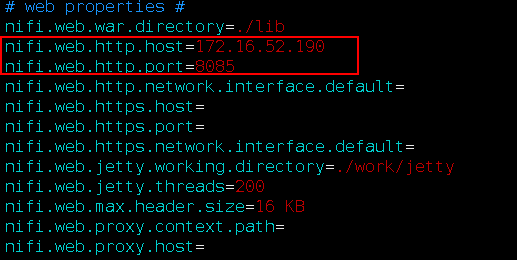 # web properties #
nifi.web.war.directory=./lib
nifi.web.http.host=172.16.52.190
nifi.web.http.port=8085
nifi.web.http.network.interface.default=
nifi.web.https.host=
nifi.web.https.port=
nifi.web.https.network.interface.default=
nifi.web.jetty.working.directory=./work/jetty
nifi.web.jetty.threads=200
nifi.web.max.header.size=16 KB
nifi.web.proxy.context.path=
nifi.web.proxy.host=